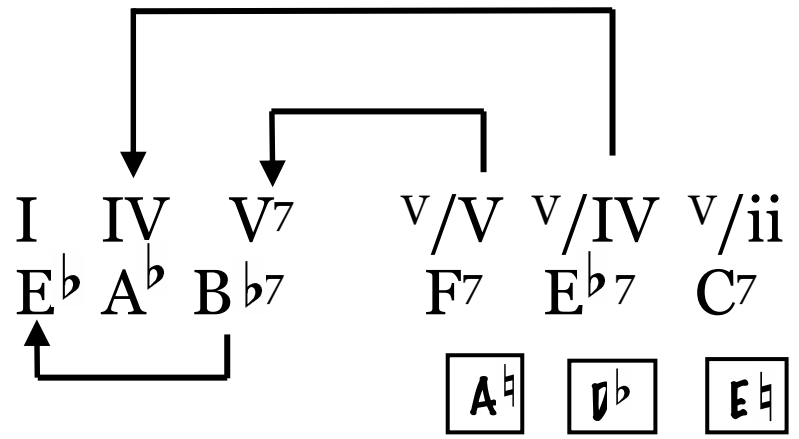 I IV V7 V/V V/IV V/ii
E♭ A♭ B♭7 F7 E♭7 C7
A♮ D♭ E♮